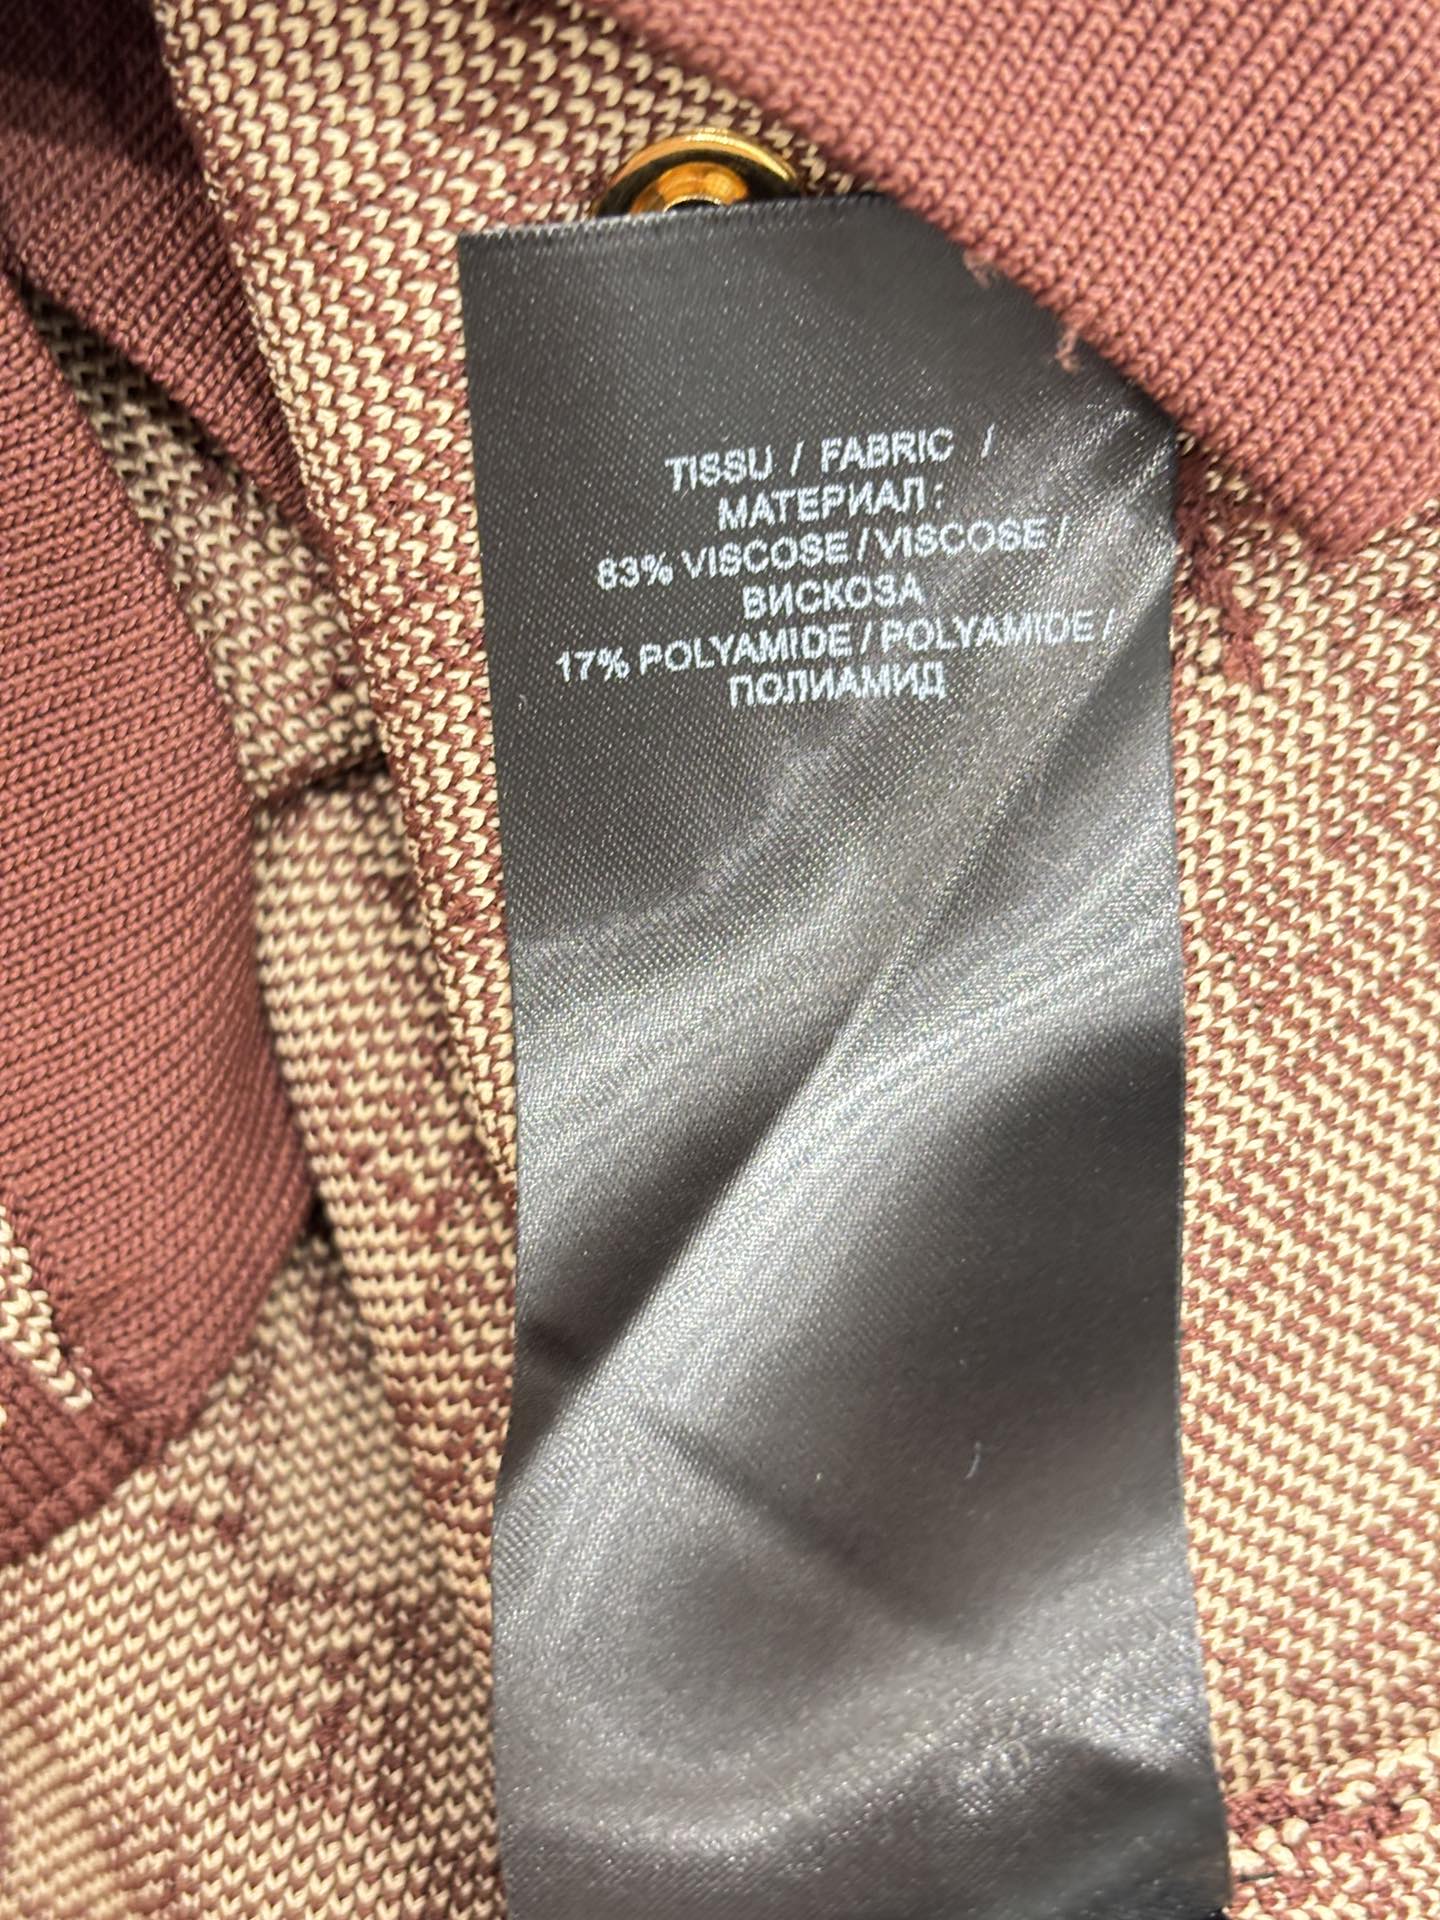 TISSU / FABRIC /
МАТЕРИАЛ :
83% VISCOSE / VISCOSE /
ВИСКОЗА
17% POLYAMIDE / POLYAMIDE /
ПОЛИАМИД